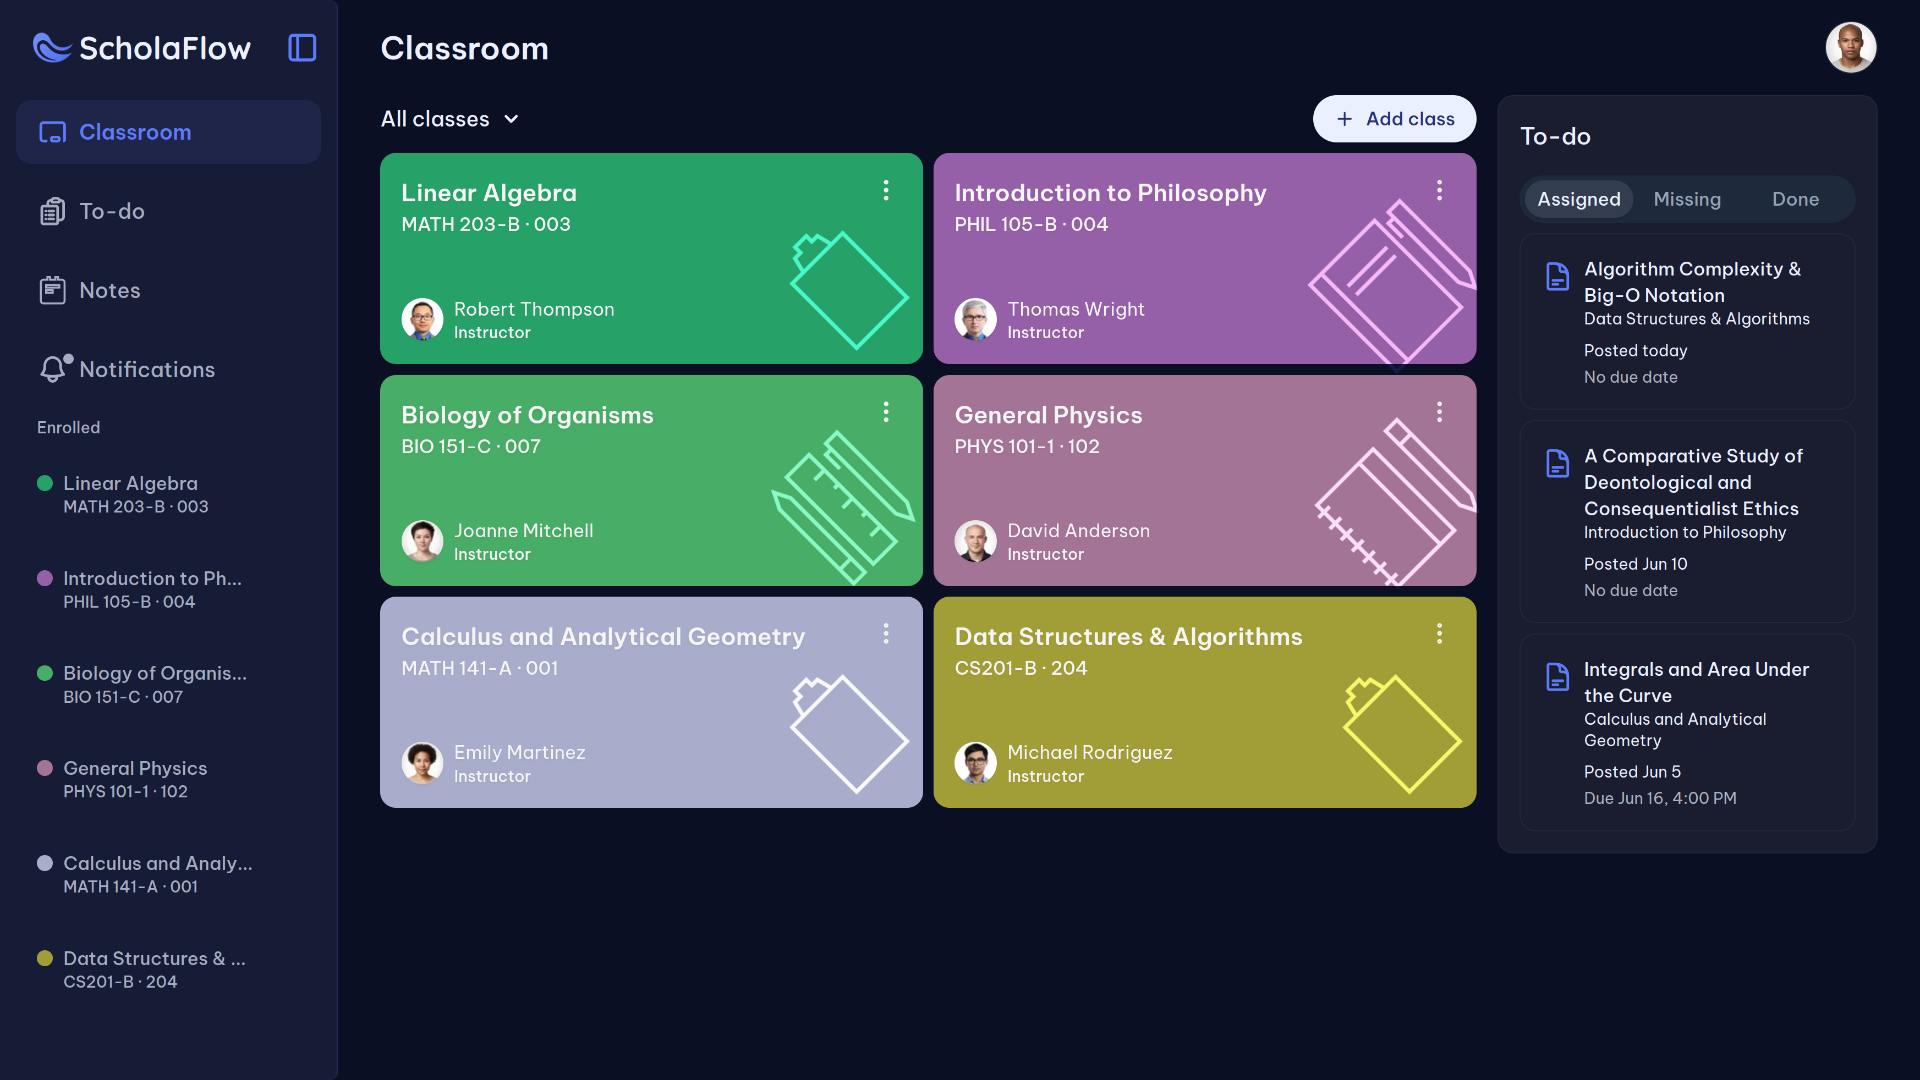 ScholaFlow
Classroom
To-do
Notes
Notifications
Enrolled
Linear Algebra
MATH 203-B · 003
Introduction to Ph...
PHIL 105-B · 004
Biology of Organis...
BIO 151-C · 007
General Physics
PHYS 101-1 · 102
Calculus and Analy...
MATH 141-A · 001
Data Structures & ...
CS201-B · 204
Classroom
All classes
Add class
Linear Algebra
MATH 203-B · 003
Robert Thompson
Instructor
Introduction to Philosophy
PHIL 105-B · 004
Thomas Wright
Instructor
Biology of Organisms
BIO 151-C · 007
Joanne Mitchell
Instructor
General Physics
PHYS 101-1 · 102
David Anderson
Instructor
Calculus and Analytical Geometry
MATH 141-A · 001
Emily Martinez
Instructor
Data Structures & Algorithms
CS201-B · 204
Michael Rodriguez
Instructor
To-do
Assigned Missing Done
Algorithm Complexity &
Big-O Notation
Data Structures & Algorithms
Posted today
No due date
A Comparative Study of
Deontological and
Consequentialist Ethics
Introduction to Philosophy
Posted Jun 10
No due date
Integrals and Area Under
the Curve
Calculus and Analytical
Geometry
Posted Jun 5
Due Jun 16, 4:00 PM